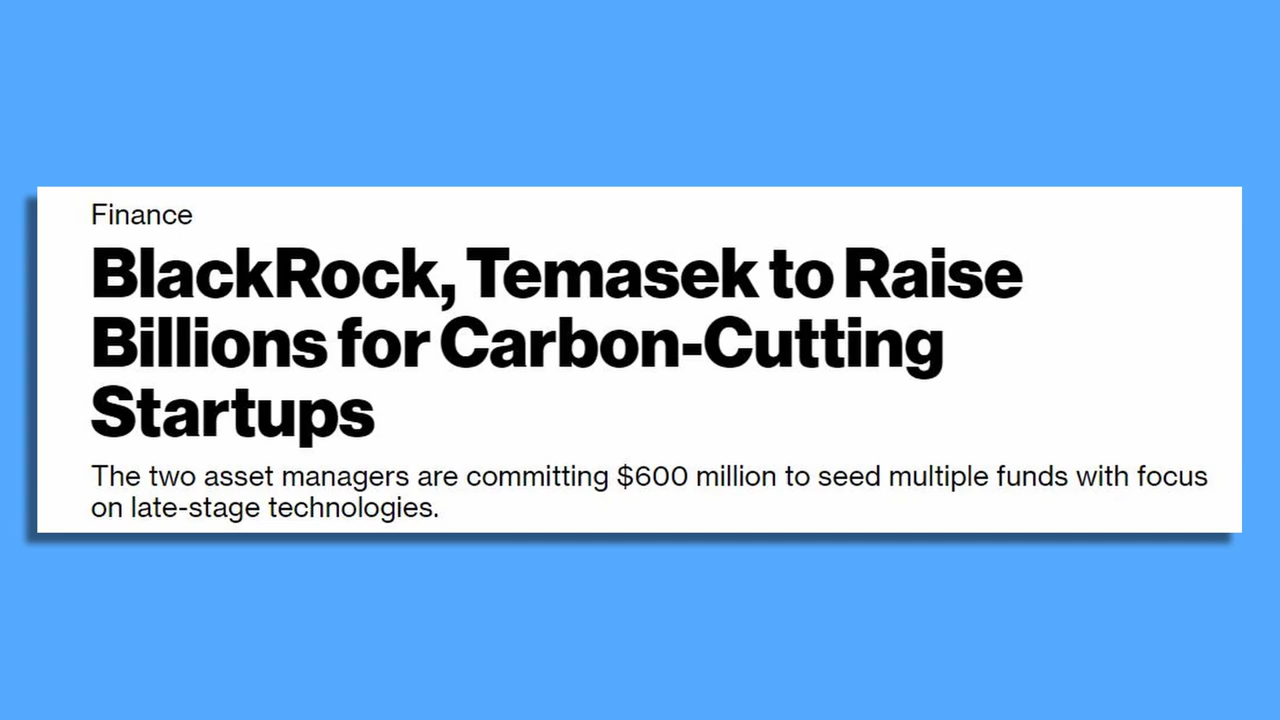 Finance
BlackRock, Temasek to Raise
Billions for Carbon-Cutting
Startups
The two asset managers are committing $600 million to seed multiple funds with focus
on late-stage technologies.